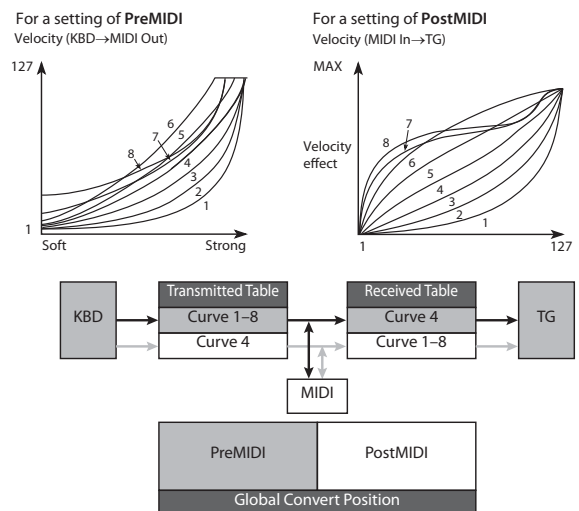 For a setting of PreMIDI
Velocity (KBD→MIDI Out)
127
6
5
7
8
4
3
2
1
1
Soft
Strong
For a setting of PostMIDI
Velocity (MIDI In→TG)
MAX
Velocity
effect
8
7
6
5
4
3
2
1
1
127
KBD
Transmitted Table
Curve 1–8
Curve 4
MIDI
Received Table
Curve 4
Curve 1–8
TG
PreMIDI
PostMIDI
Global Convert Position